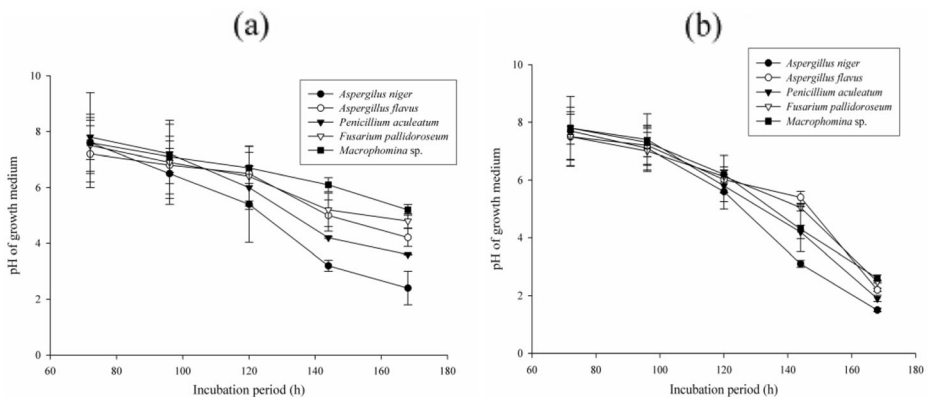 (a)
Aspergilus niger
Aspergillus flavus
Penicillium aculeatum
Fusarium pallidoroseum
Macrophomina sp.
pH of growth medium
10
8
6
4
2
0
60
80
100
120
140
160
180
Incubation period (h)
(b)
Aspergillus niger
Aspergillus flavus
Penicillium aculeatum
Fusarium pallidoroseum
Macrophomina sp.
pH of growth medium
10
8
6
4
2
0
60
80
100
120
140
160
180
Incubation period (h)